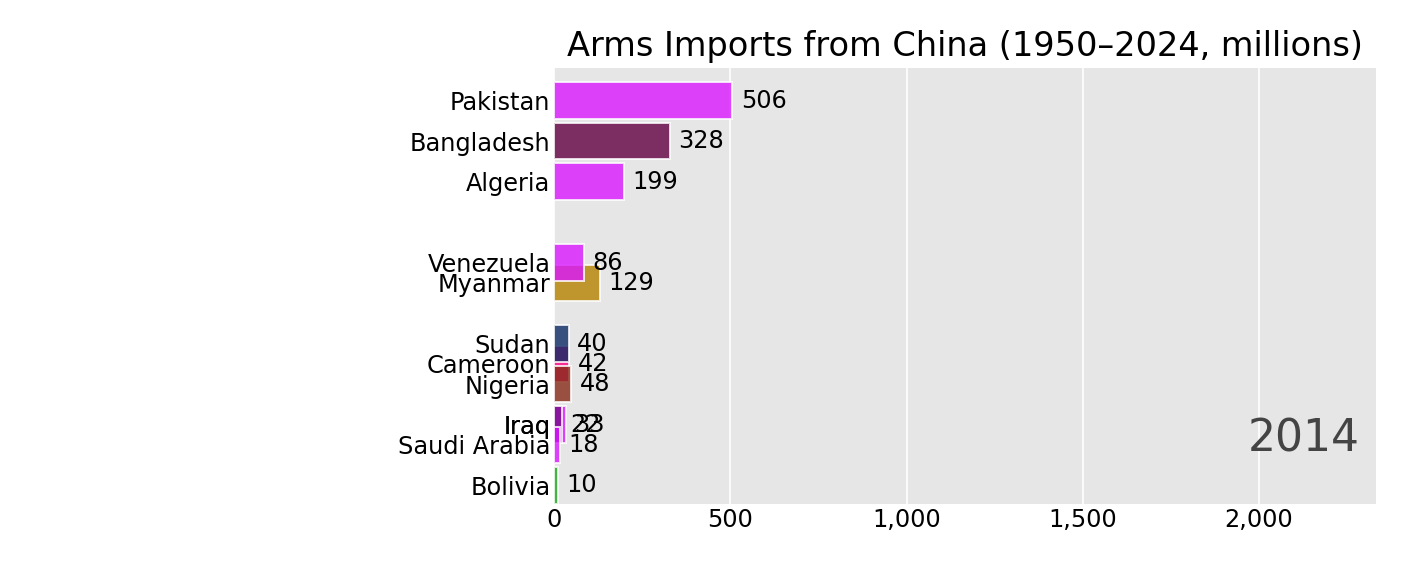 Arms Imports from China (1950–2024, millions)
Pakistan 506
Bangladesh 328
Algeria 199
Venezuela 86
Myanmar 129
Sudan 40
Cameroon 42
Nigeria 48
Iraq
Saudi Arabia 18
Bolivia 10
2014
0 500 1,000 1,500 2,000